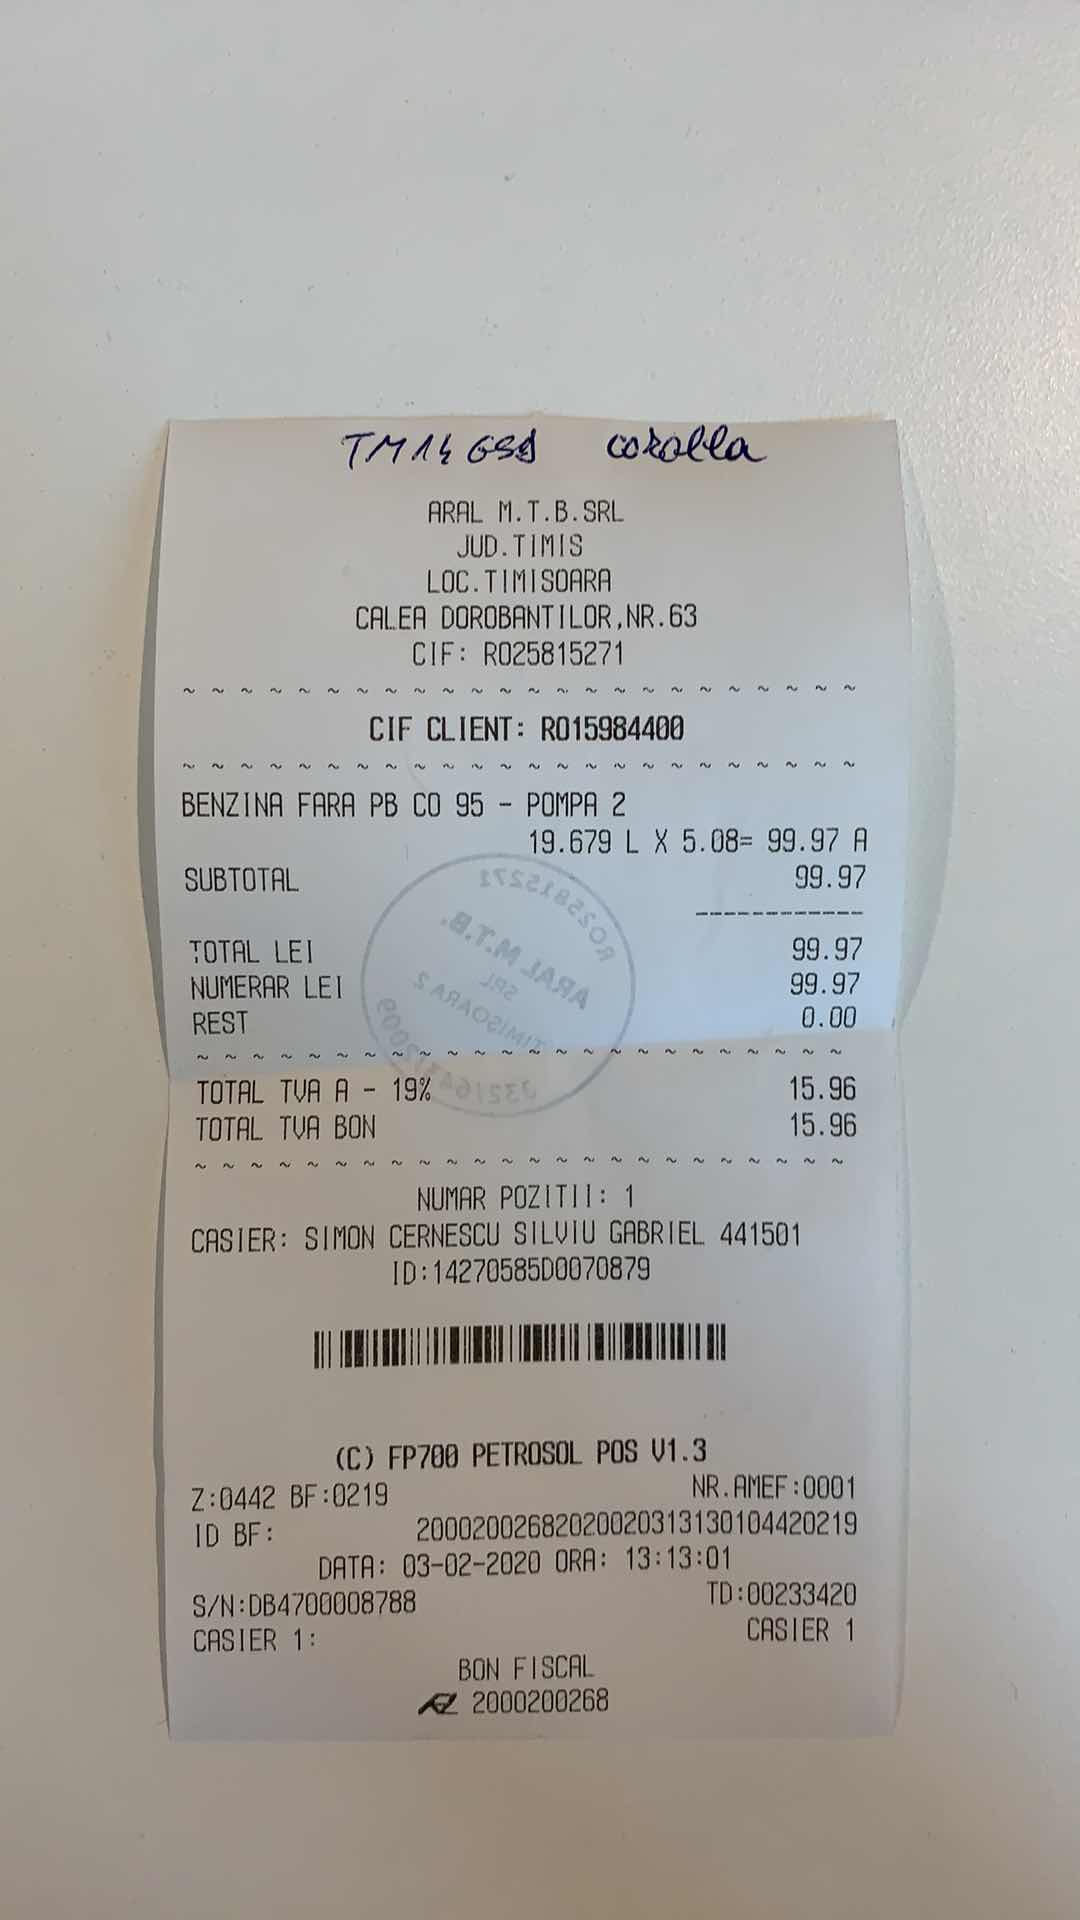 TM14GSD corolla
ARAL M.T.B.SRL
JUD.TIMIS
LOC.TIMISOARA
CALEA DOROBANTILOR,NR.63
CIF: RO25815271
~ ~ ~ ~ ~ ~ ~ ~ ~ ~ ~ ~ ~ ~ ~ ~ ~ ~ ~ ~ ~ ~ ~ ~
CIF CLIENT: RO15984400
~ ~ ~ ~ ~ ~ ~ ~ ~ ~ ~ ~ ~ ~ ~ ~ ~ ~ ~ ~ ~ ~ ~ ~
BENZINA FARA PB CO 95 - POMPA 2
19.679 L X 5.08= 99.97 A
SUBTOTAL 99.97
------------
TOTAL LEI 99.97
NUMERAR LEI 99.97
REST 0.00
~ ~ ~ ~ ~ ~ ~ ~ ~ ~ ~ ~ ~ ~ ~ ~ ~ ~ ~ ~ ~ ~ ~ ~
TOTAL TVA A - 19% 15.96
TOTAL TVA BON 15.96
~ ~ ~ ~ ~ ~ ~ ~ ~ ~ ~ ~ ~ ~ ~ ~ ~ ~ ~ ~ ~ ~ ~ ~
NUMAR POZITII: 1
CASIER: SIMON CERNESCU SILVIU GABRIEL 441501
ID:14270585D0070879
(C) FP700 PETROSOL POS V1.3
Z:0442 BF:0219 NR.AMEF:0001
ID BF: 20002002682020020313130104420219
DATA: 03-02-2020 ORA: 13:13:01
S/N:DB4700008788 TD:00233420
CASIER 1: CASIER 1
BON FISCAL
2000200268
RO25815271
ARAL M.T.B.
SRL
TIMISOARA 2